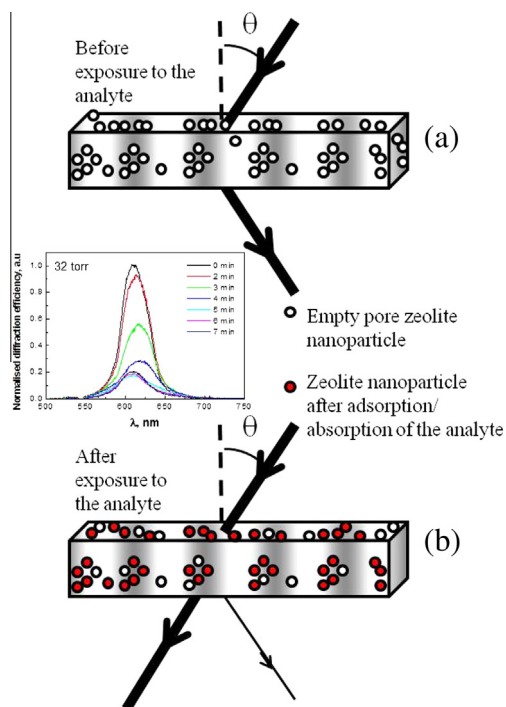 θ
Before
exposure to the
analyte
(a)
32 torr
Normalised diffraction efficiency, a.u
1.0
0.8
0.6
0.4
0.2
0.0
500 550 600 650 700 750
λ, nm
0 min
2 min
3 min
4 min
5 min
6 min
7 min
Empty pore zeolite
nanoparticle
Zeolite nanoparticle
after adsorption/
absorption of the analyte
θ
After
exposure to
the analyte
(b)